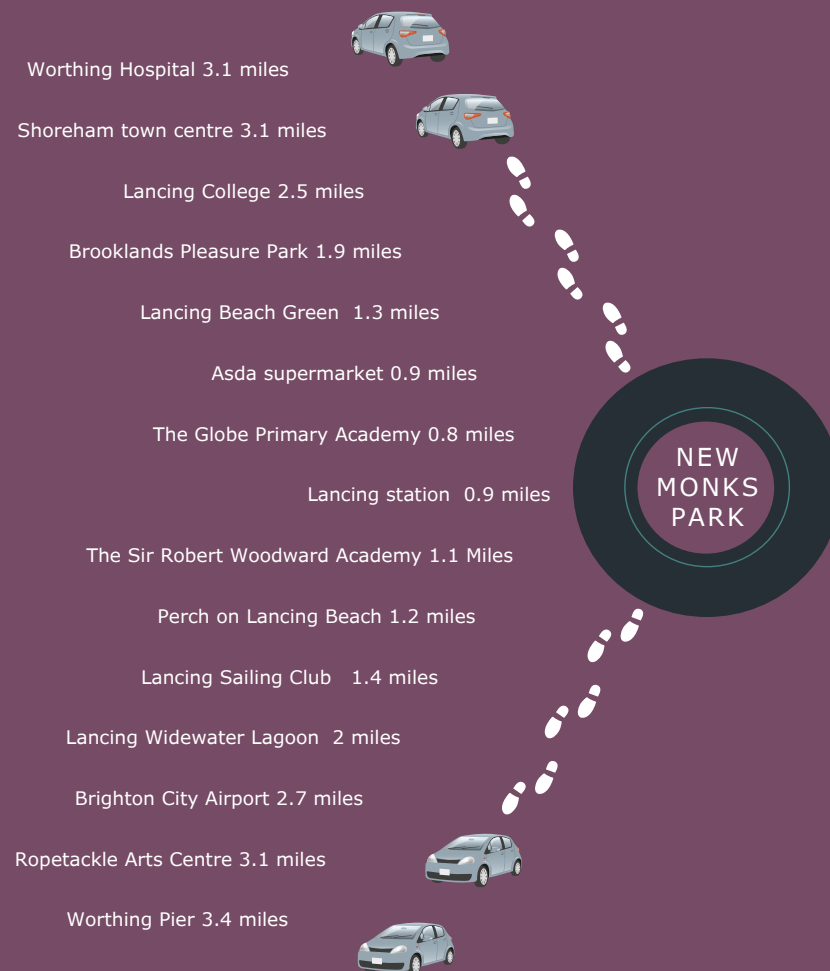 Worthing Hospital 3.1 miles
Shoreham town centre 3.1 miles
Lancing College 2.5 miles
Brooklands Pleasure Park 1.9 miles
Lancing Beach Green  1.3 miles
Asda supermarket 0.9 miles
The Globe Primary Academy 0.8 miles
Lancing station  0.9 miles
The Sir Robert Woodward Academy 1.1 Miles
Perch on Lancing Beach 1.2 miles
Lancing Sailing Club   1.4 miles
Lancing Widewater Lagoon  2 miles
Brighton City Airport 2.7 miles
Ropetackle Arts Centre 3.1 miles
Worthing Pier 3.4 miles
NEW
MONKS
PARK